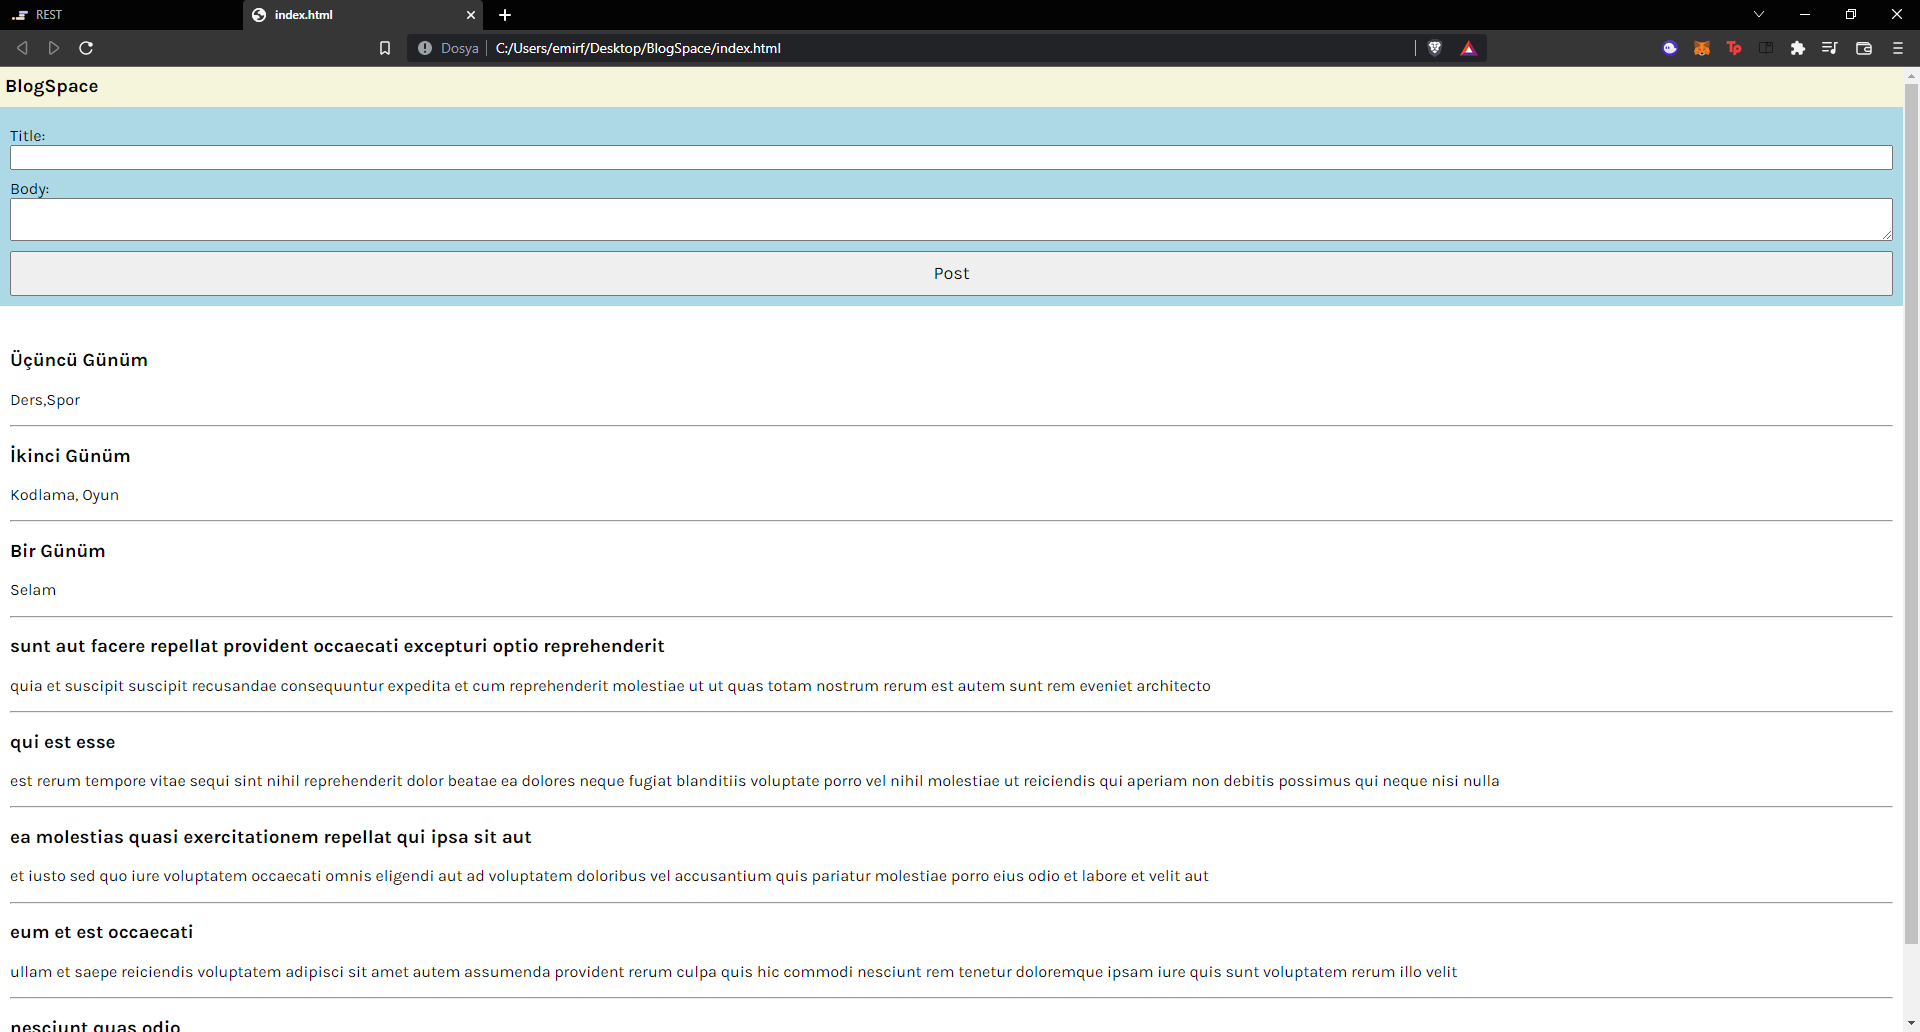 REST
index.html
Dosya
C:/Users/emirf/Desktop/BlogSpace/index.html
Tp
BlogSpace
Title:
Body:
Post
Üçüncü Günüm
Ders,Spor
İkinci Günüm
Kodlama, Oyun
Bir Günüm
Selam
sunt aut facere repellat provident occaecati excepturi optio reprehenderit
quia et suscipit suscipit recusandae consequuntur expedita et cum reprehenderit molestiae ut ut quas totam nostrum rerum est autem sunt rem eveniet architecto
qui est esse
est rerum tempore vitae sequi sint nihil reprehenderit dolor beatae ea dolores neque fugiat blanditiis voluptate porro vel nihil molestiae ut reiciendis qui aperiam non debitis possimus qui neque nisi nulla
ea molestias quasi exercitationem repellat qui ipsa sit aut
et iusto sed quo iure voluptatem occaecati omnis eligendi aut ad voluptatem doloribus vel accusantium quis pariatur molestiae porro eius odio et labore et velit aut
eum et est occaecati
ullam et saepe reiciendis voluptatem adipisci sit amet autem assumenda provident rerum culpa quis hic commodi nesciunt rem tenetur doloremque ipsam iure quis sunt voluptatem rerum illo velit
nesciunt quas odio